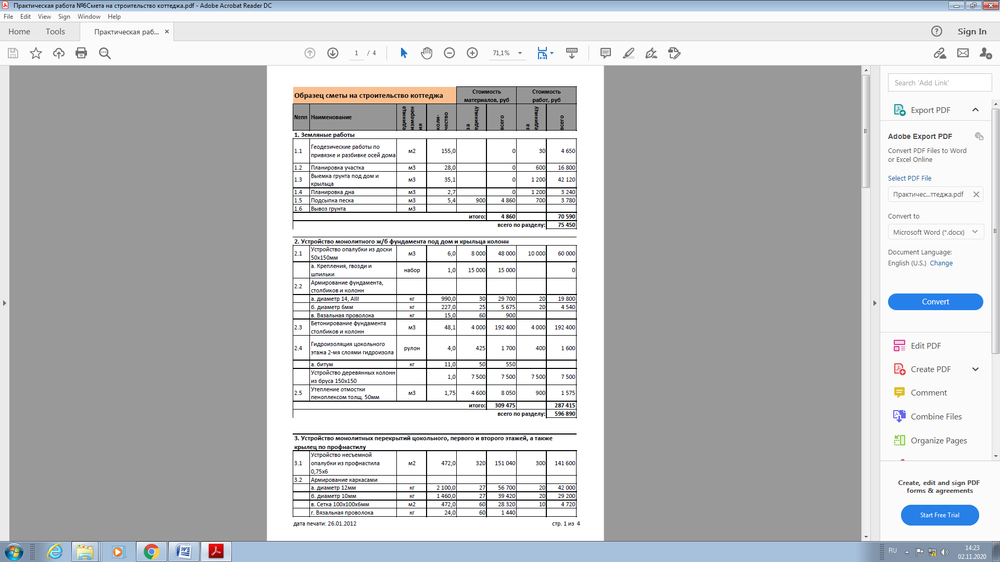 Практическая работа №6Смета на строительство коттеджа.pdf - Adobe Acrobat Reader DC
File Edit View Sign Window Help
Home Tools Практическая раб... × Sign In
1 / 4 71,1%
Образец сметы на строительство коттеджа Стоимость материалов, руб Стоимость работ, руб
№пп Наименование единица измерен ия коли- чество за единицу всего за единицу всего
1. Земляные работы
1.1 Геодезические работы по привязке и разбивке осей дома м2 155,0 0 30 4 650
1.2 Планировка участка м3 28,0 0 600 16 800
1.3 Выемка грунта под дом и крыльца м3 35,1 0 1 200 42 120
1.4 Планировка дна м3 2,7 0 1 200 3 240
1.5 Подсыпка песка м3 5,4 900 4 860 700 3 780
1.6 Вывоз грунта м3
итого: 4 860 70 590
всего по разделу: 75 450
2. Устройство монолитного ж/б фундамента под дом и крыльца колонн
2.1 Устройство опалубки из доски 50х150мм м3 6,0 8 000 48 000 10 000 60 000
а. Крепления, гвозди и шпильки набор 1,0 15 000 15 000 0
2.2 Армирование фундамента, столбиков и колонн
а. диаметр 14, АIII кг 990,0 30 29 700 20 19 800
б. диаметр 6мм кг 227,0 25 5 675 20 4 540
в. Вязальная проволока кг 15,0 60 900
2.3 Бетонирование фундамента столбиков и колонн м3 48,1 4 000 192 400 4 000 192 400
2.4 Гидроизоляция цокольного этажа 2-мя слоями гидроизола рулон 4,0 425 1 700 400 1 600
а. битум кг 11,0 50 550
Устройство деревянных колонн из бруса 150х150 1,0 7 500 7 500 7 500 7 500
2.5 Утепление отмостки пеноплексом толщ. 50мм м3 1,75 4 600 8 050 900 1 575
итого: 309 475 287 415
всего по разделу: 596 890
3. Устройство монолитных перекрытий цокольного, первого и второго этажей, а также
крылец по профнастилу
3.1 Устройство несъемной опалубки из профнастила 0,75х6 м2 472,0 320 151 040 300 141 600
3.2 Армирование каркасами
а. диаметр 12мм кг 2 100,0 27 56 700 20 42 000
б. диаметр 10мм кг 1 460,0 27 39 420 20 29 200
в. Сетка 100х100х6мм м2 472,0 60 28 320 10 4 720
г. Вязальная проволока кг 24,0 60 1 440
дата печати: 26.01.2012 стр. 1 из 4
Search 'Add Link'
Export PDF
Adobe Export PDF
Convert PDF Files to Word
or Excel Online
Select PDF File
Практичес...ттеджа.pdf
Convert to
Microsoft Word (*.docx)
Document Language:
English (U.S.) Change
Convert
Edit PDF
Create PDF
Comment
Combine Files
Organize Pages
Create, edit and sign PDF
forms & agreements
Start Free Trial
RU 14:23
02.11.2020